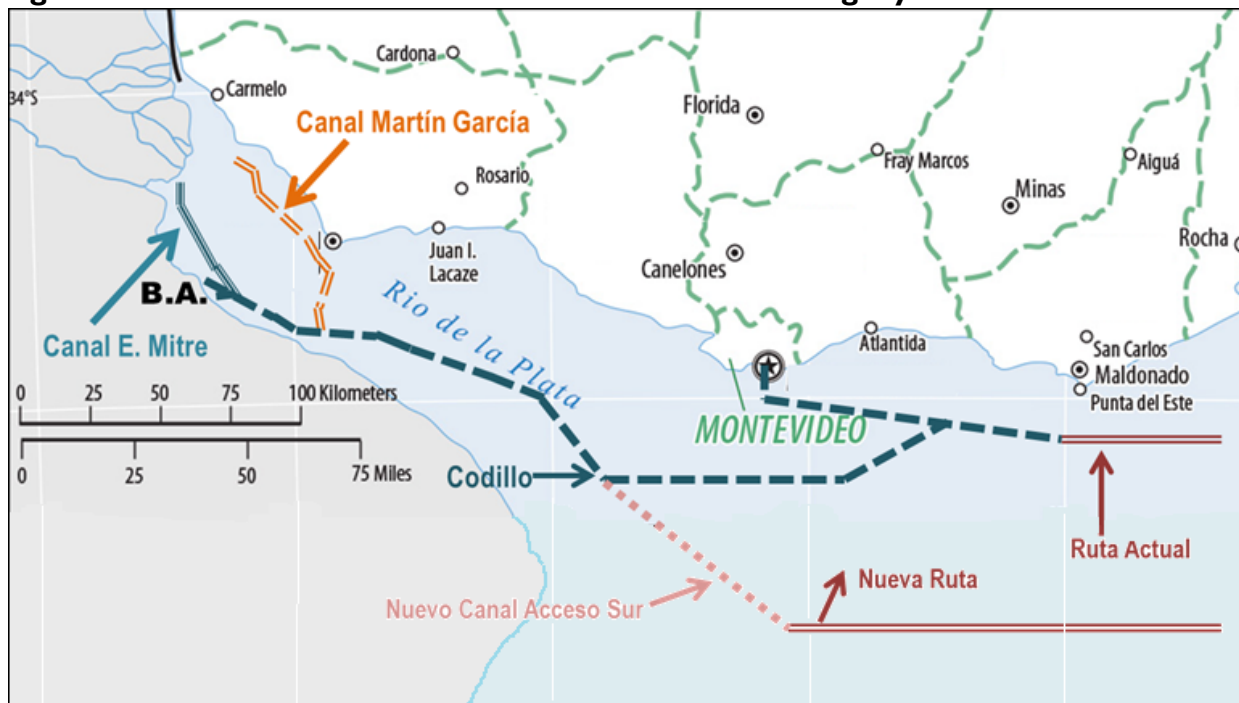 Cardona
34°S
Carmelo
Florida
Canal Martín García
Fray Marcos
Aiguá
Rosario
Minas
Juan I.
Lacaze
Canelones
Rocha
B.A.
Canal E. Mitre
Rio de la Plata
Atlantida
San Carlos
Maldonado
Punta del Este
0 25 50 75 100 Kilometers
MONTEVIDEO
0 25 50 75 Miles
Codillo
Ruta Actual
Nueva Ruta
Nuevo Canal Acceso Sur